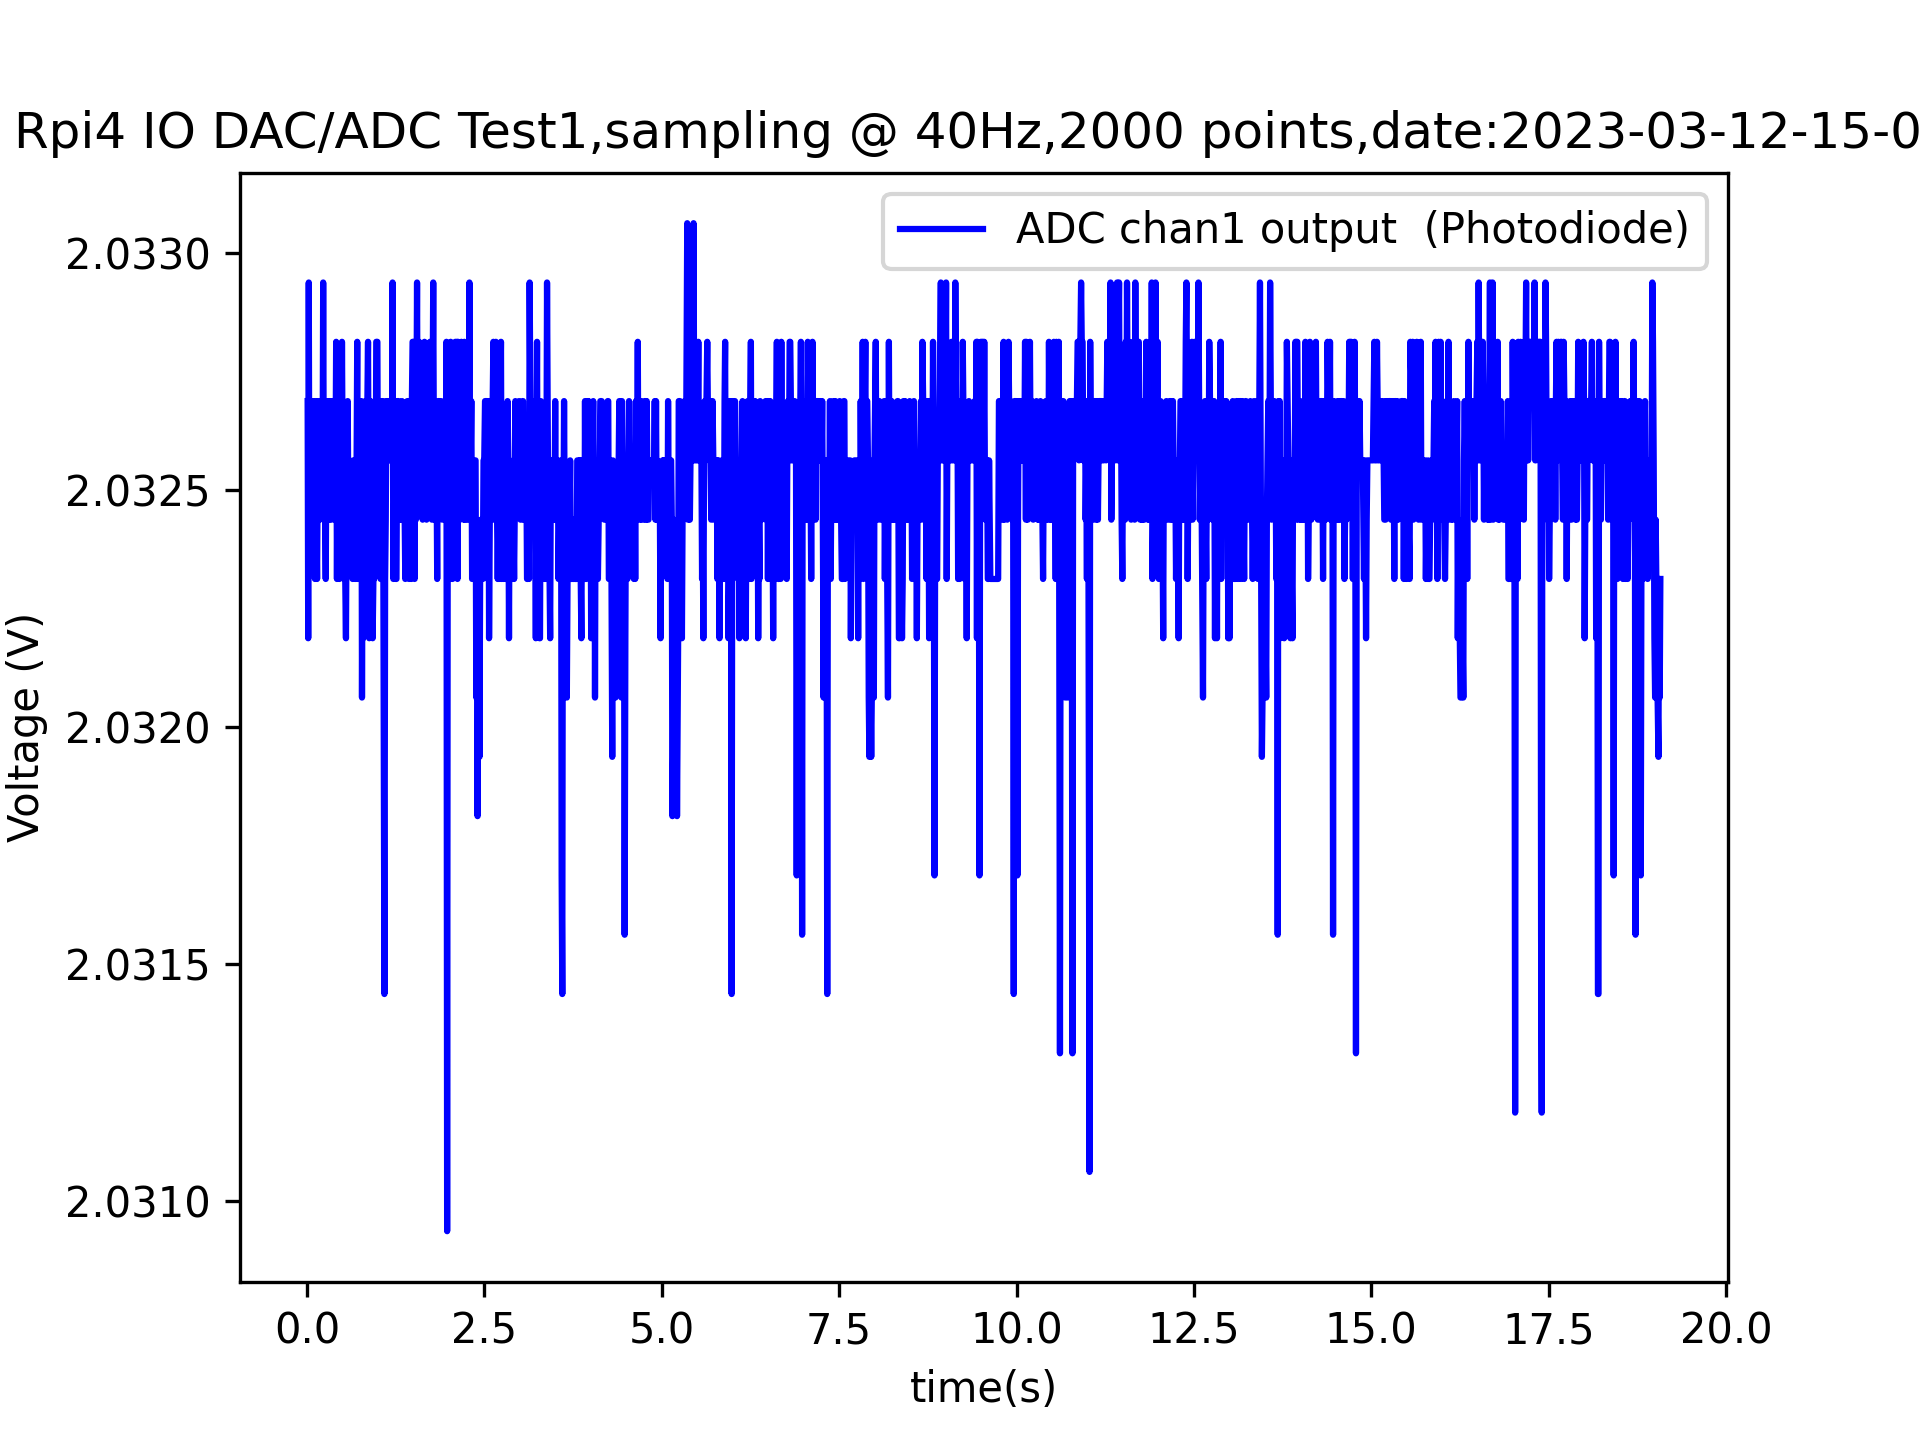 Rpi4 IO DAC/ADC Test1,sampling @ 40Hz,2000 points,date:2023-03-12-15-0
ADC chan1 output  (Photodiode)
2.0330
2.0325
2.0320
2.0315
2.0310
Voltage (V)
0.0 2.5 5.0 7.5 10.0 12.5 15.0 17.5 20.0
time(s)